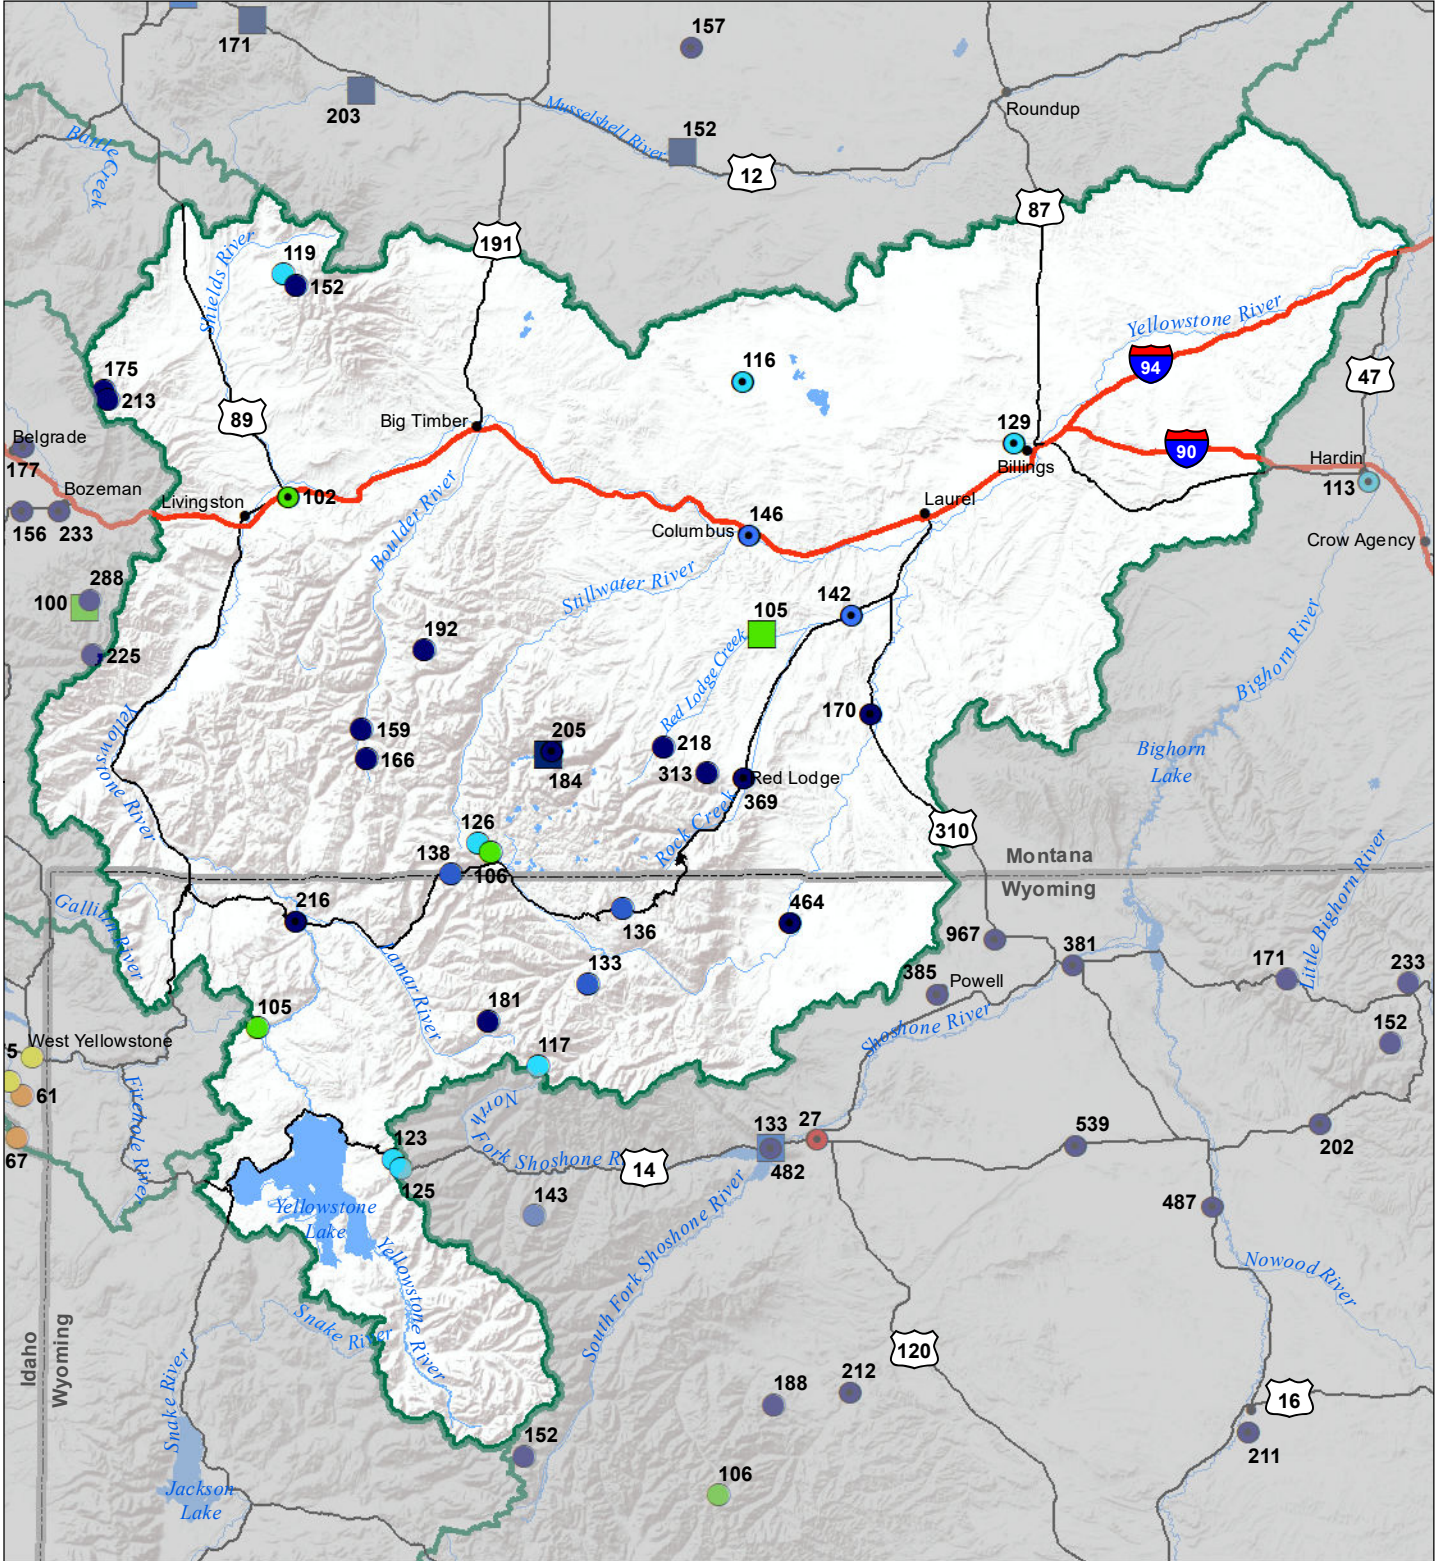 157
171
203
Roundup
Musselshell River
152
12
Battle
Creek
87
191
119
152
Shields River
Yellowstone River
175
213
116
94
47
89
Big Timber
129
90
Belgrade
177
Billings
Hardin
113
Bozeman
Livingston
102
Laurel
156
233
Boulder River
146
Columbus
Crow Agency
288
100
Stillwater River
142
105
192
225
Red Lodge Creek
Bighorn River
170
Yellowstone River
159
205
218
166
184
313
Red Lodge
369
Bighorn
Lake
126
310
Rock Creek
138
106
Montana
Wyoming
Little Bighorn River
216
464
Gallitin River
136
967
381
Lamar River
133
385
Powell
171
233
105
181
Shoshone River
152
West Yellowstone
5
117
61
Firehole River
North
Fork Shoshone R
123
133
27
539
202
67
14
482
125
143
South Fork Shoshone River
487
Yellowstone
Lake
Yellowstone River
Nowood River
Snake River
Idaho
Wyoming
120
Snake River
188
212
16
152
211
106
Jackson
Lake